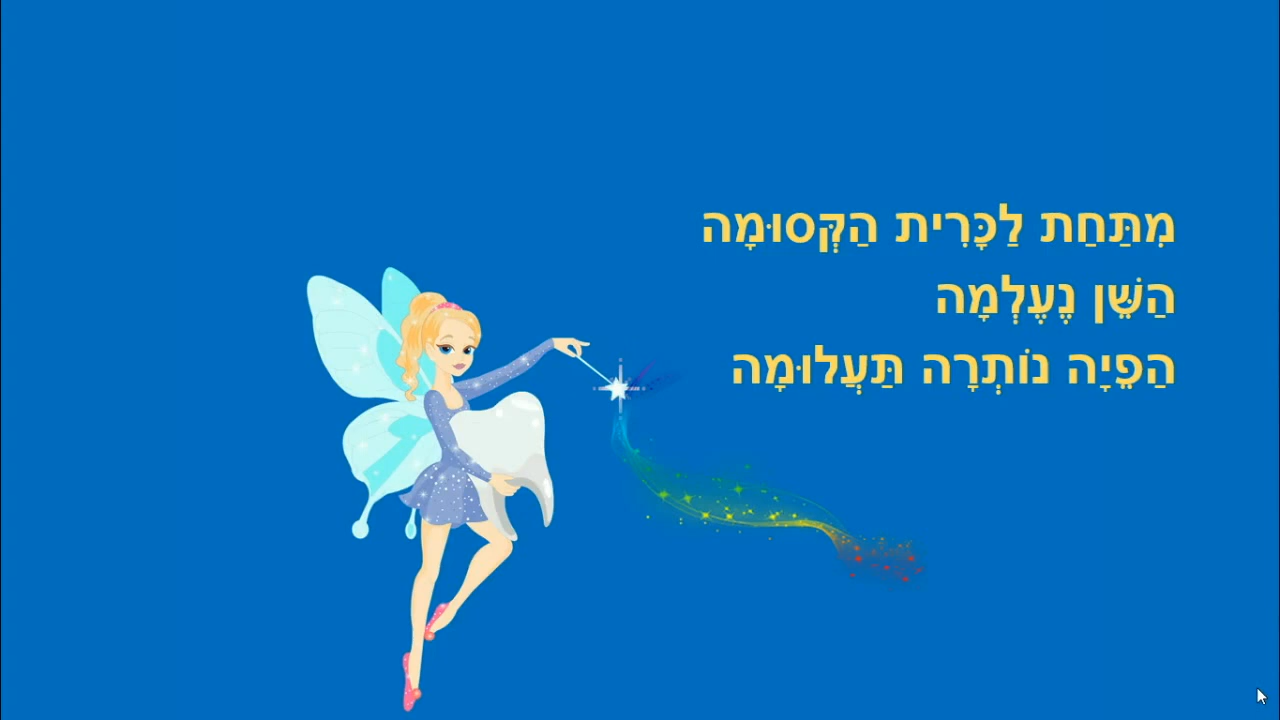 מִתַּחַת לַכָּרִית הַקְּסוּמָה
הַשֵּׁן נֶעֶלְמָה
הַפֵיָה נוֹתְרָה תַּעֲלוּמָה